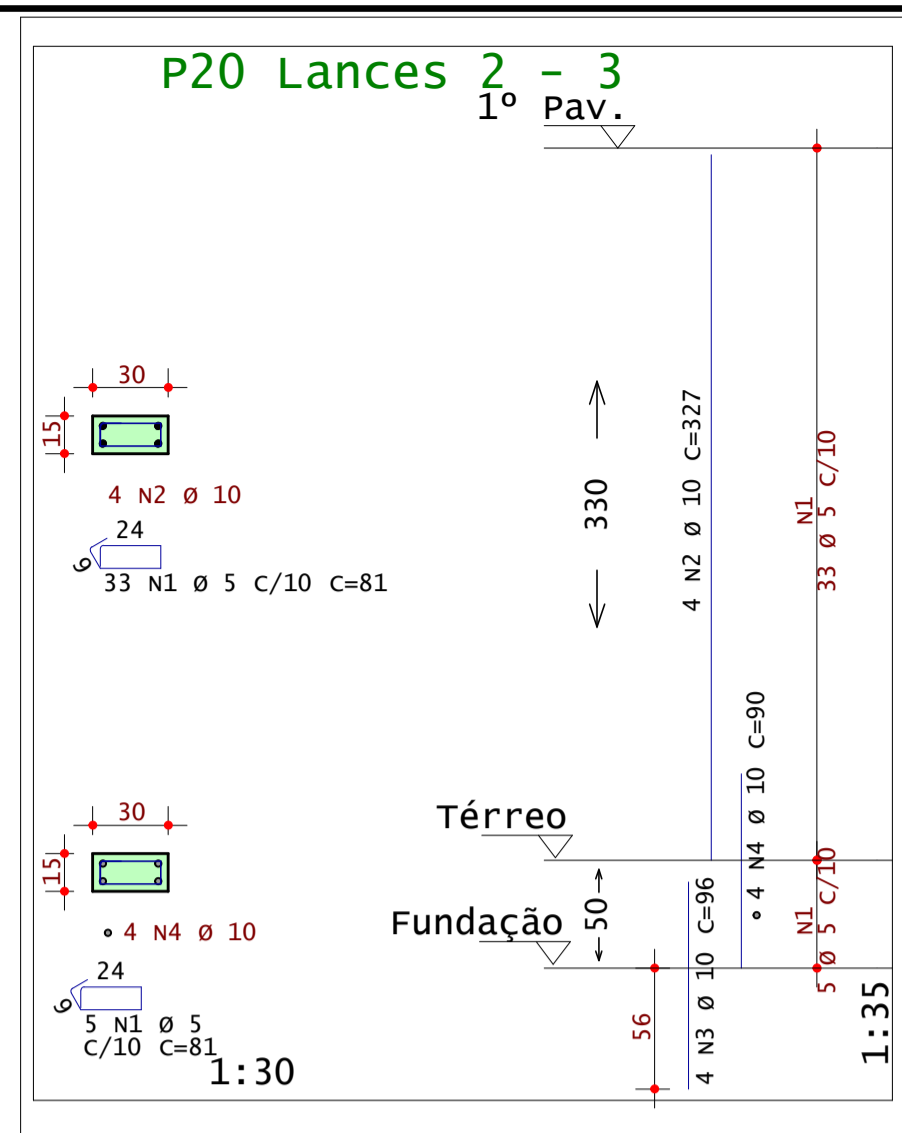 P20 Lances 2 - 3
1º Pav.
30
15
4 N2 Ø 10
24
9
33 N1 Ø 5 C/10 C=81
330
4 N2 Ø 10 C=327
N1
33 Ø 5 C/10
30
15
4 N4 Ø 10
24
9
5 N1 Ø 5
C/10 C=81
1:30
Térreo
50
Fundação
56
4 N3 Ø 10 C=96
4 N4 Ø 10 C=90
N1
5 Ø 5 C/10
1:35